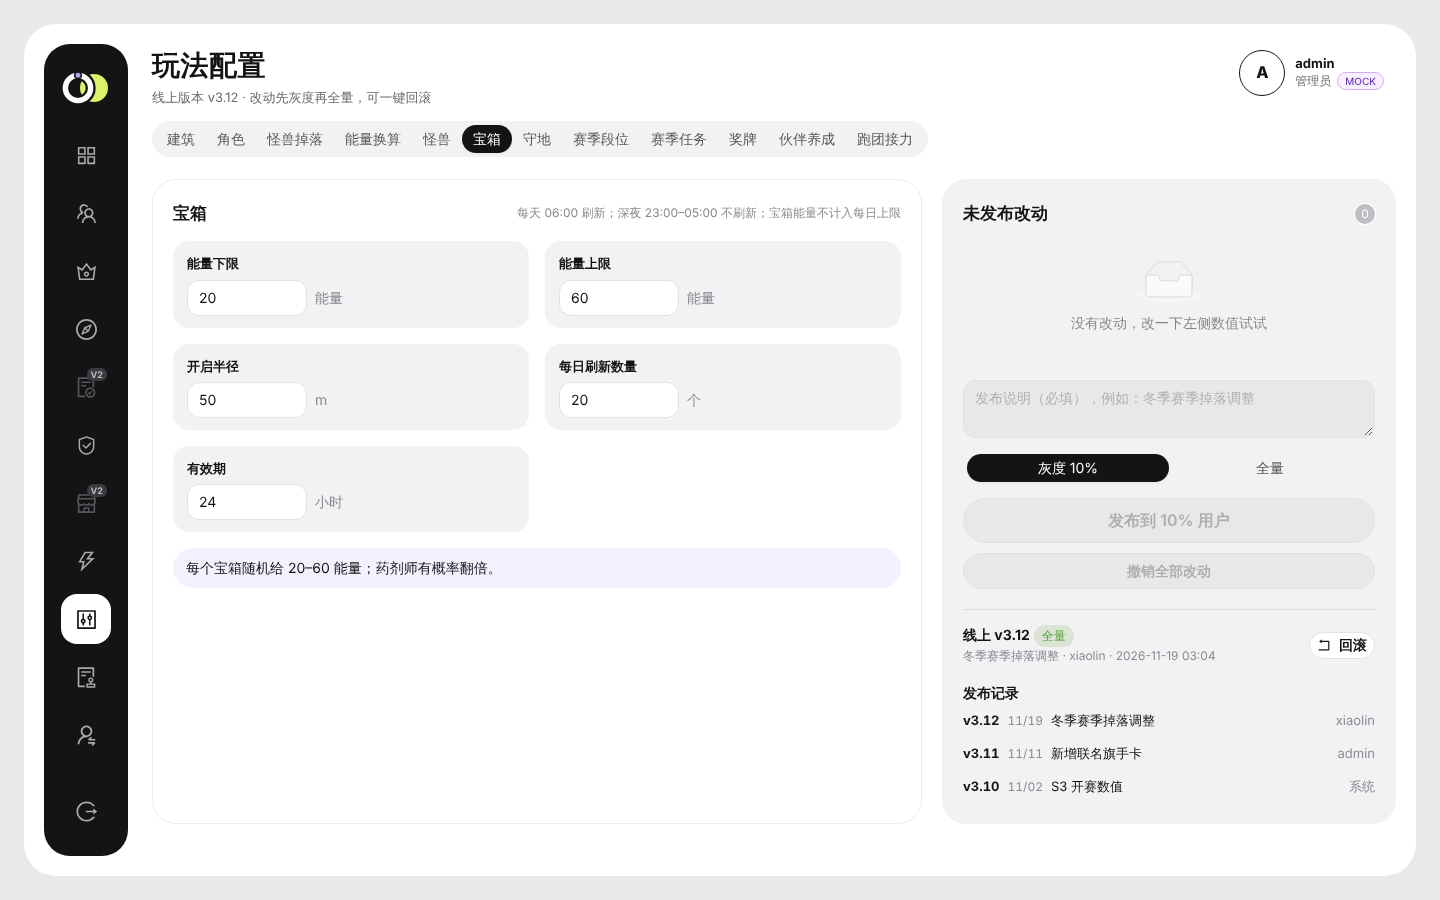 玩法配置
线上版本 v3.12 · 改动先灰度再全量，可一键回滚
A
admin
管理员 MOCK
建筑 角色 怪兽掉落 能量换算 怪兽 宝箱 守地 赛季段位 赛季任务 奖牌 伙伴养成 跑团接力
V2
V2
宝箱
每天 06:00 刷新；深夜 23:00–05:00 不刷新；宝箱能量不计入每日上限
能量下限
20 能量
能量上限
60 能量
开启半径
50 m
每日刷新数量
20 个
有效期
24 小时
每个宝箱随机给 20–60 能量；药剂师有概率翻倍。
未发布改动
0
没有改动，改一下左侧数值试试
发布说明（必填），例如：冬季赛季掉落调整
灰度 10% 全量
发布到 10% 用户
撤销全部改动
线上 v3.12 全量
冬季赛季掉落调整 · xiaolin · 2026-11-19 03:04
回滚
发布记录
v3.12 11/19 冬季赛季掉落调整 xiaolin
v3.11 11/11 新增联名旗手卡 admin
v3.10 11/02 S3 开赛数值 系统